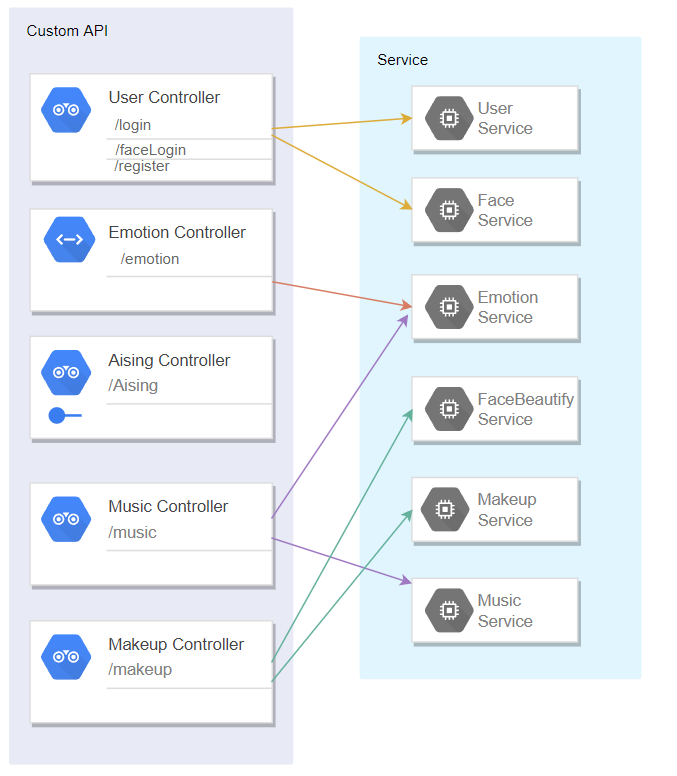 Custom API
User Controller
/login
/faceLogin
/register
Emotion Controller
/emotion
Aising Controller
/Aising
Music Controller
/music
Makeup Controller
/makeup
Service
User
Service
Face
Service
Emotion
Service
FaceBeautify
Service
Makeup
Service
Music
Service